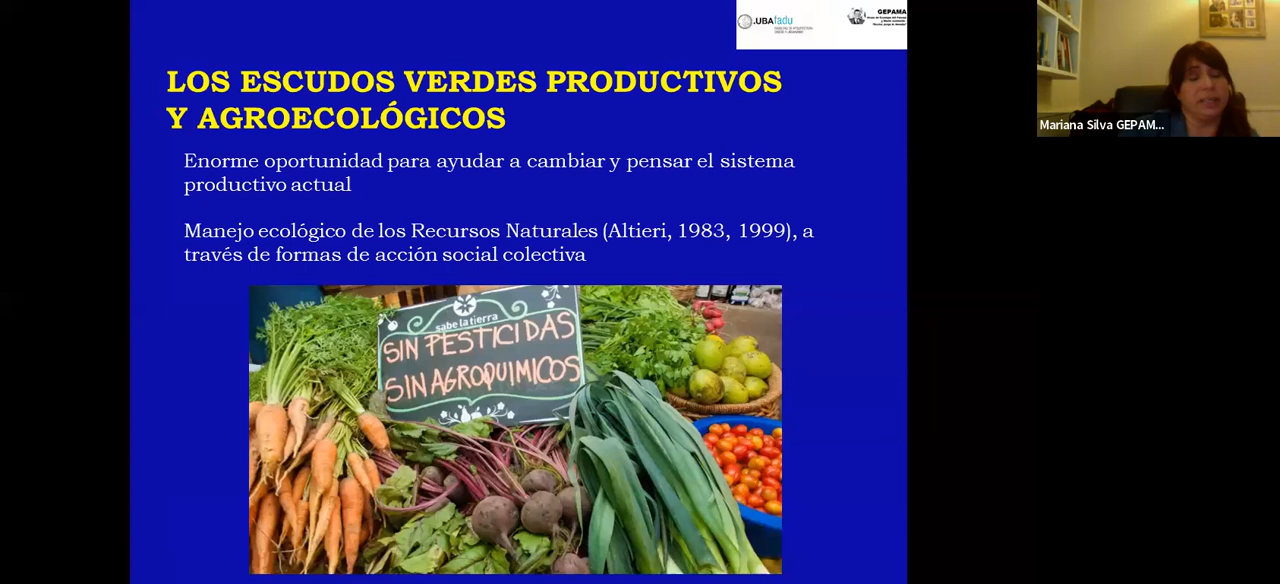 .UBAfadu
GEPAMA
LOS ESCUDOS VERDES PRODUCTIVOS
Y AGROECOLÓGICOS
Enorme oportunidad para ayudar a cambiar y pensar el sistema
productivo actual
Manejo ecológico de los Recursos Naturales (Altieri, 1983, 1999), a
través de formas de acción social colectiva
sabe la tierra
SIN PESTICIDAS
SIN AGROQUIMICOS
Mariana Silva GEPAM...